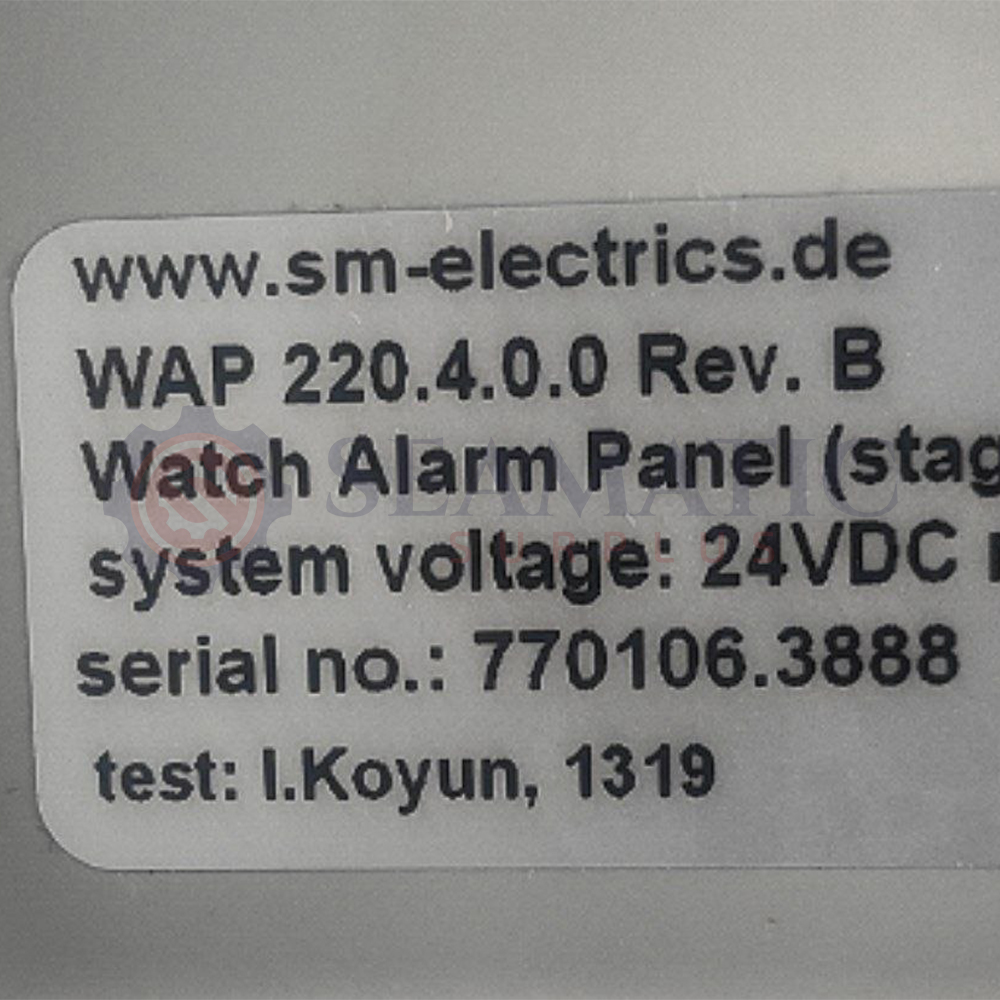 www.sm-electrics.de
WAP 220.4.0.0 Rev. B
Watch Alarm Panel (stag
SEAMATIC
system voltage: 24VDC
serial no.: 770106.3888
test: I.Koyun, 1319